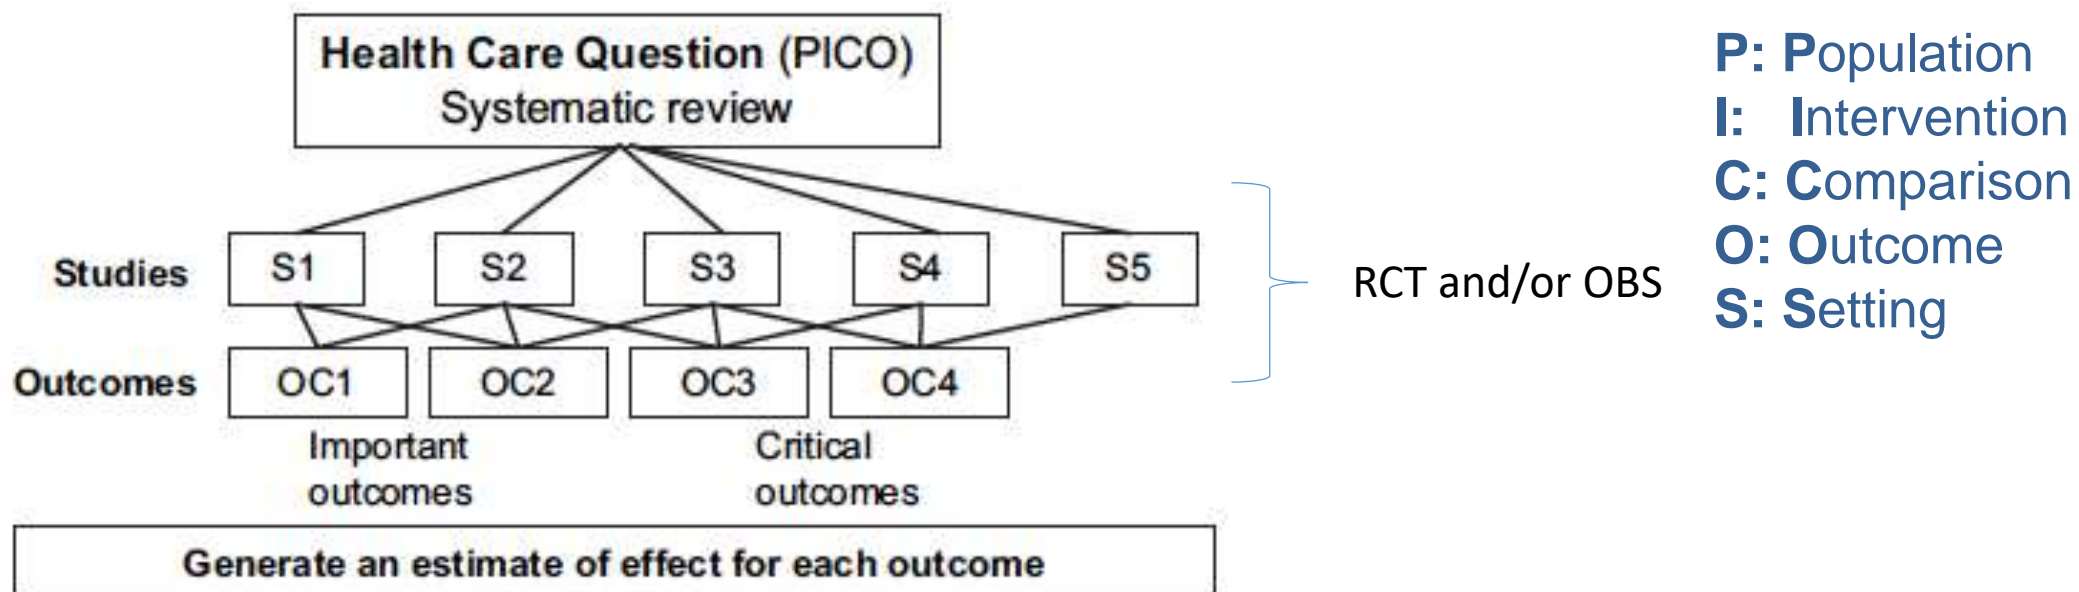 Health Care Question (PICO)
Systematic review
Studies
S1
S2
S3
S4
S5
Outcomes
OC1
OC2
OC3
OC4
Important
outcomes
Critical
outcomes
Generate an estimate of effect for each outcome
RCT and/or OBS
P: Population
I: Intervention
C: Comparison
O: Outcome
S: Setting